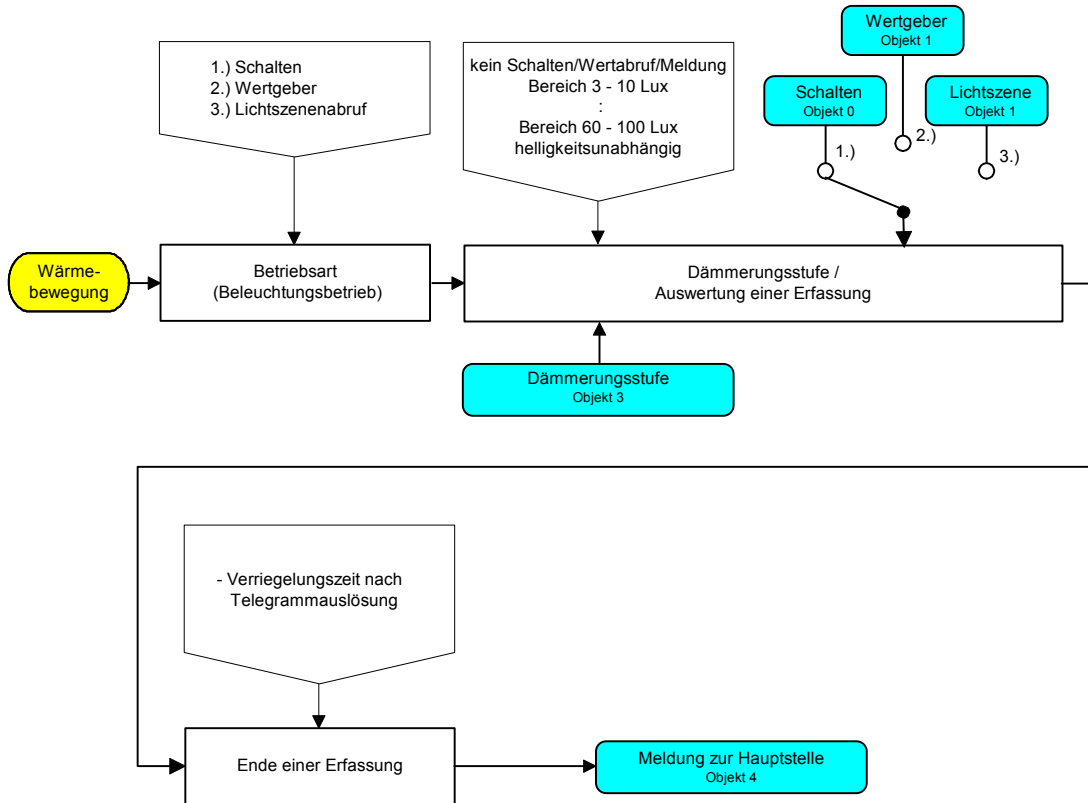 1.) Schalten
2.) Wertgeber
3.) Lichtszenenabruf
kein Schalten/Wertabruf/Meldung
Bereich 3 - 10 Lux
:
Bereich 60 - 100 Lux
helligkeitsunabhängig
Wertgeber
Objekt 1
Schalten
Objekt 0
Lichtszene
Objekt 1
1.)
2.)
3.)
Wärme-
bewegung
Betriebsart
(Beleuchtungsbetrieb)
Dämmerungsstufe /
Auswertung einer Erfassung
Dämmerungsstufe
Objekt 3
- Verriegelungszeit nach
Telegrammauslösung
Ende einer Erfassung
Meldung zur Hauptstelle
Objekt 4